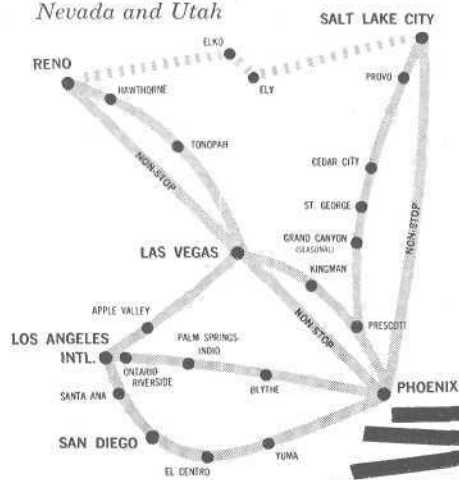 Nevada and Utah
SALT LAKE CITY
ELKO
RENO
ELY
PROVO
HAWTHORNE
TONOPAH
NON-STOP
CEDAR CITY
ST. GEORGE
NON-STOP
GRAND CANYON
(SEASONAL)
LAS VEGAS
KINGMAN
NON-STOP
APPLE VALLEY
PRESCOTT
LOS ANGELES
INTL.
PALM SPRINGS-
INDIO
ONTARIO-
RIVERSIDE
BLYTHE
PHOENIX
SANTA ANA
SAN DIEGO
YUMA
EL CENTRO